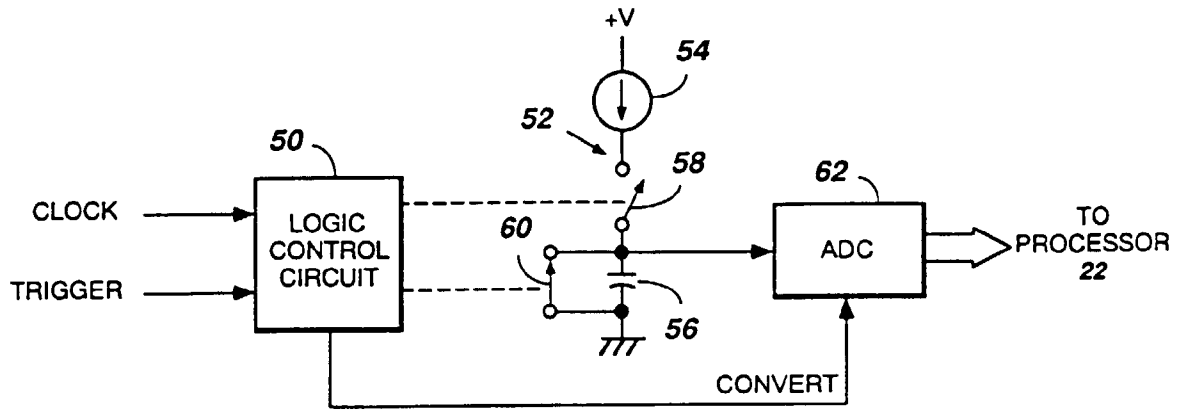 +V
54
52
50
58
62
CLOCK
LOGIC
CONTROL
CIRCUIT
60
ADC
TO
PROCESSOR
22
TRIGGER
56
CONVERT